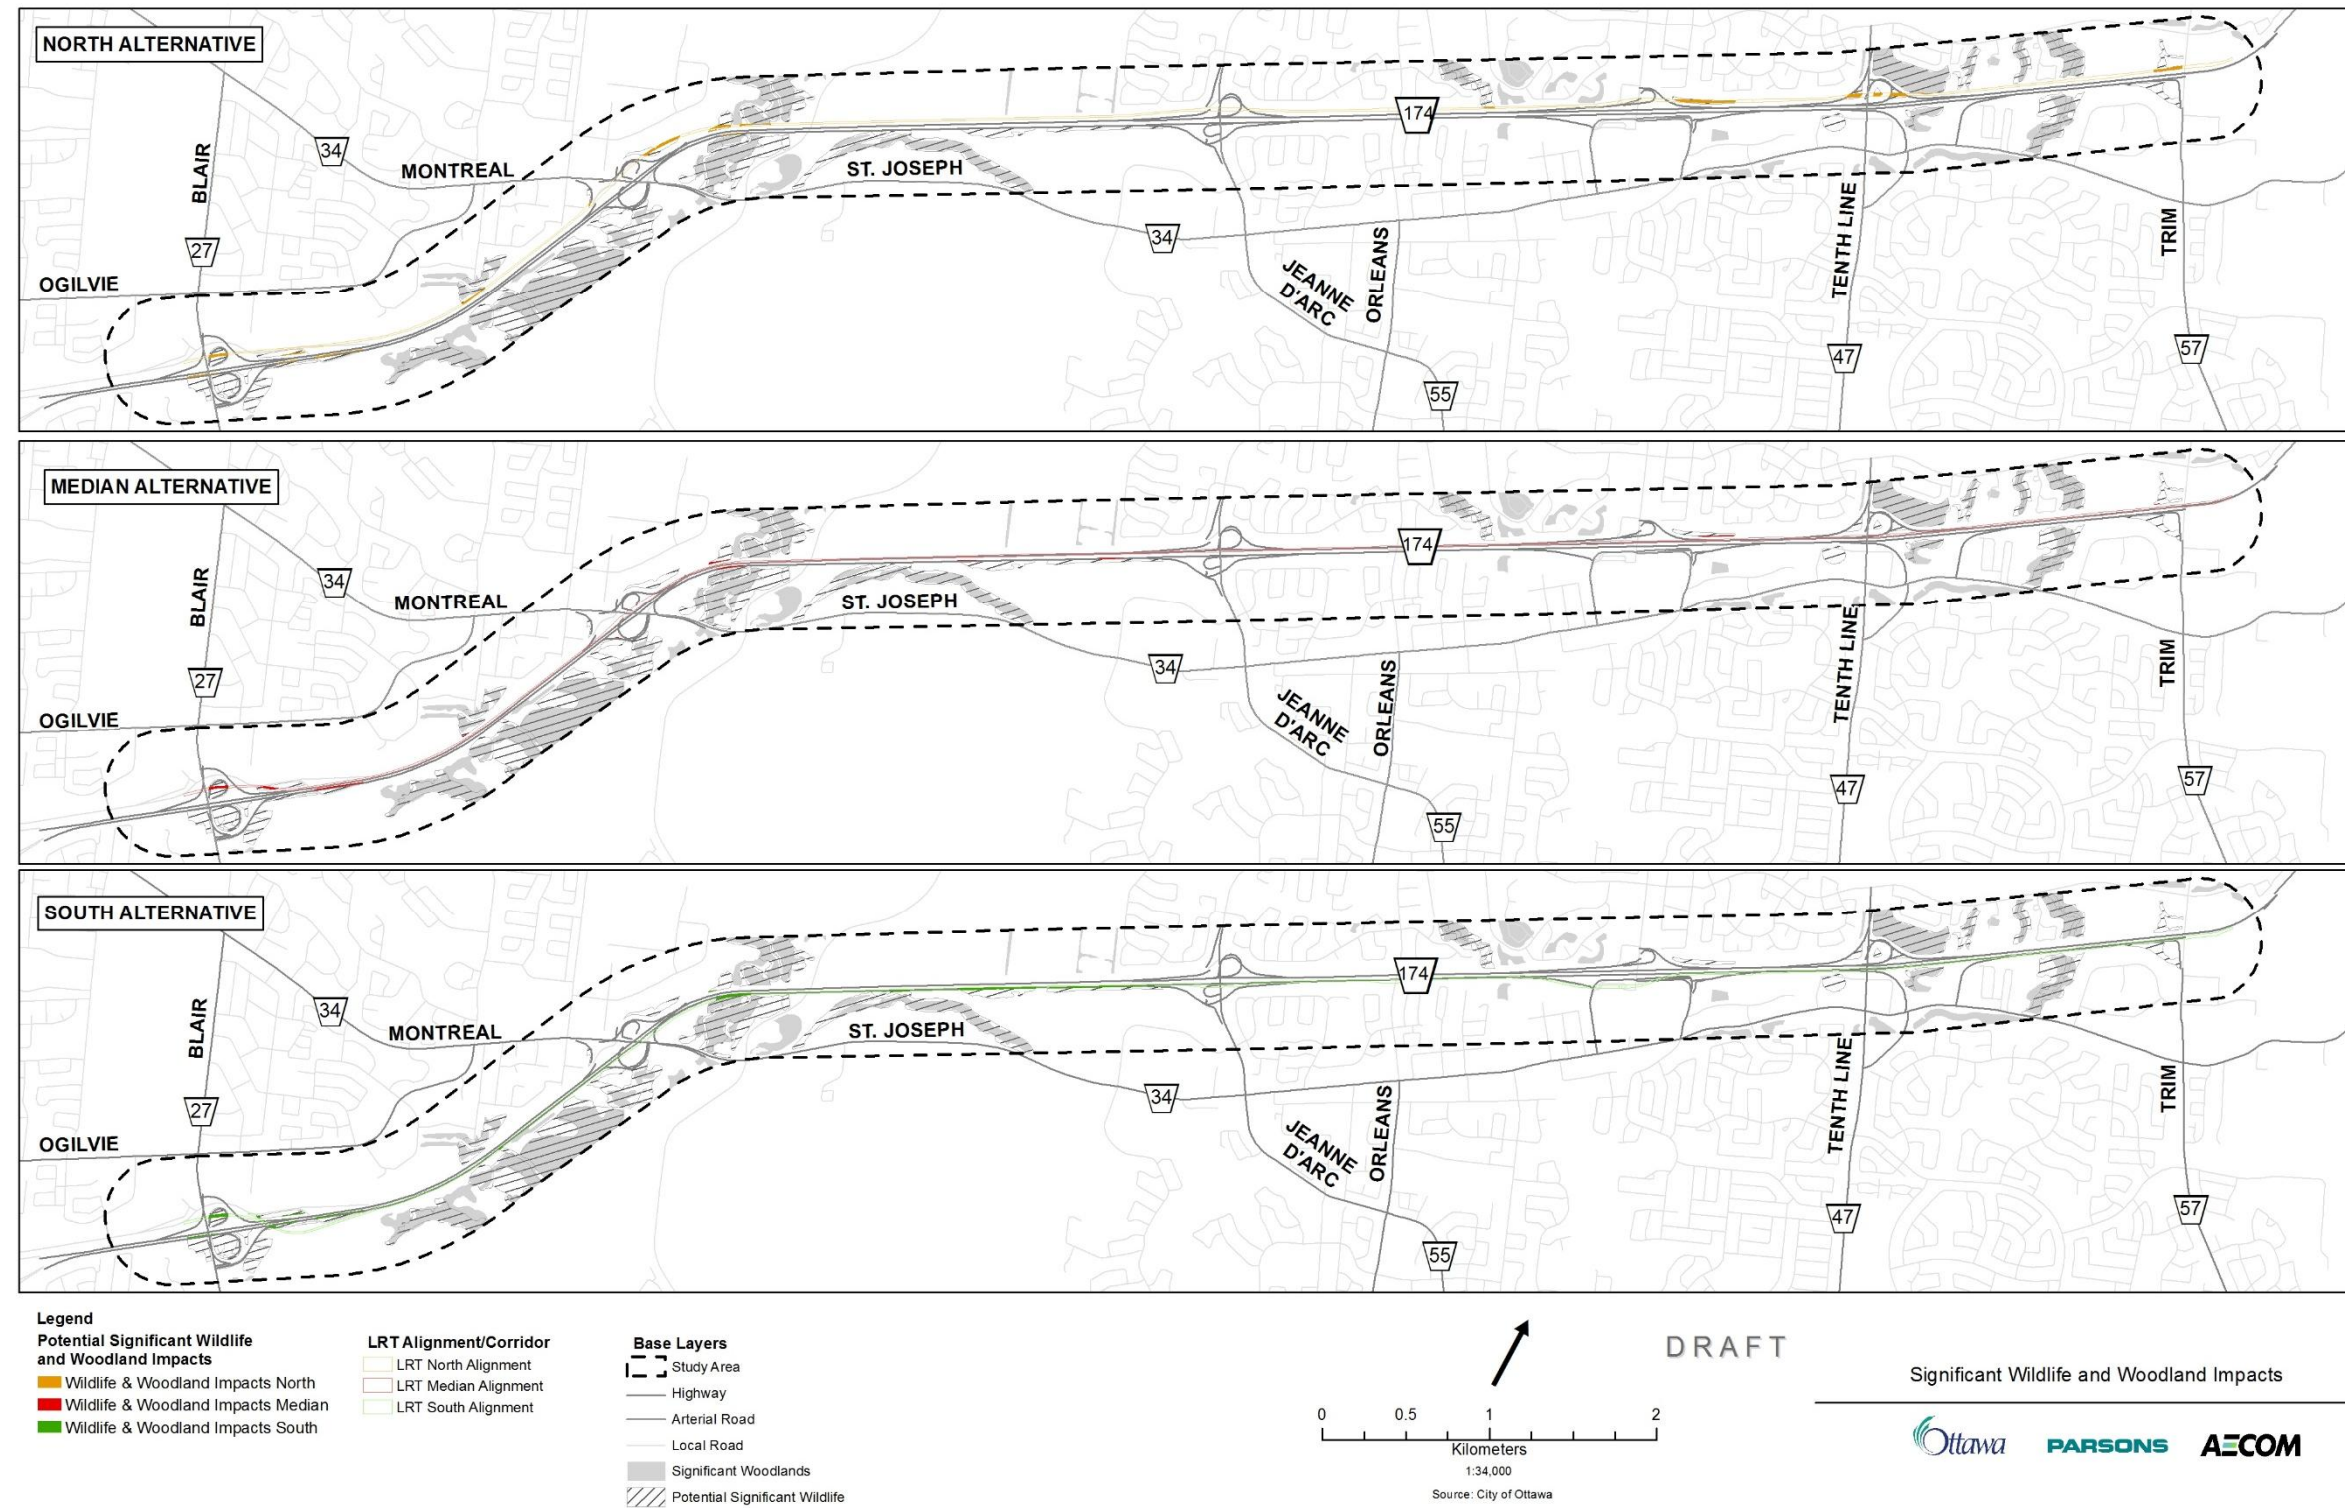 NORTH ALTERNATIVE
BLAIR
34
MONTREAL
27
OGILVIE
ST. JOSEPH
174
34
JEANNE
D'ARC
ORLEANS
55
TENTH LINE
47
TRIM
57
MEDIAN ALTERNATIVE
BLAIR
34
MONTREAL
27
OGILVIE
ST. JOSEPH
174
34
JEANNE
D'ARC
ORLEANS
55
TENTH LINE
47
TRIM
57
SOUTH ALTERNATIVE
BLAIR
34
MONTREAL
27
OGILVIE
ST. JOSEPH
174
34
JEANNE
D'ARC
ORLEANS
55
TENTH LINE
47
TRIM
57
Legend
Potential Significant Wildlife
and Woodland Impacts
Wildlife & Woodland Impacts North
Wildlife & Woodland Impacts Median
Wildlife & Woodland Impacts South
LRT Alignment/Corridor
LRT North Alignment
LRT Median Alignment
LRT South Alignment
Base Layers
Study Area
Highway
Arterial Road
Local Road
Significant Woodlands
Potential Significant Wildlife
0 0.5 1 2
Kilometers
1:34,000
Source: City of Ottawa
DRAFT
Significant Wildlife and Woodland Impacts
Ottawa
PARSONS
AECOM